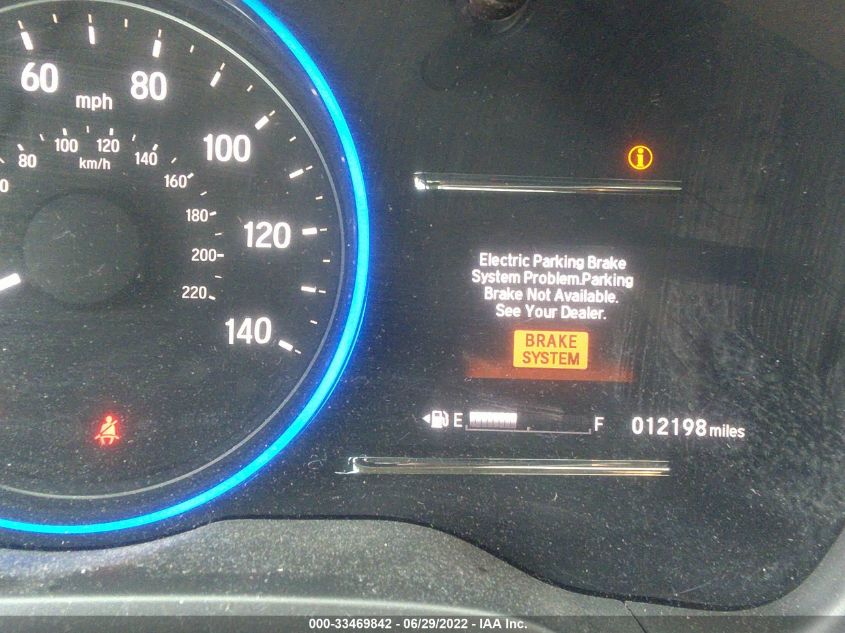 60
80
mph
100
120
140
80
100
120
140
km/h
160
180
200
220
0
Electric Parking Brake
System Problem.Parking
Brake Not Available.
See Your Dealer.
BRAKE
SYSTEM
E
F
012198 miles
000-33469842 - 06/29/2022 - IAA Inc.